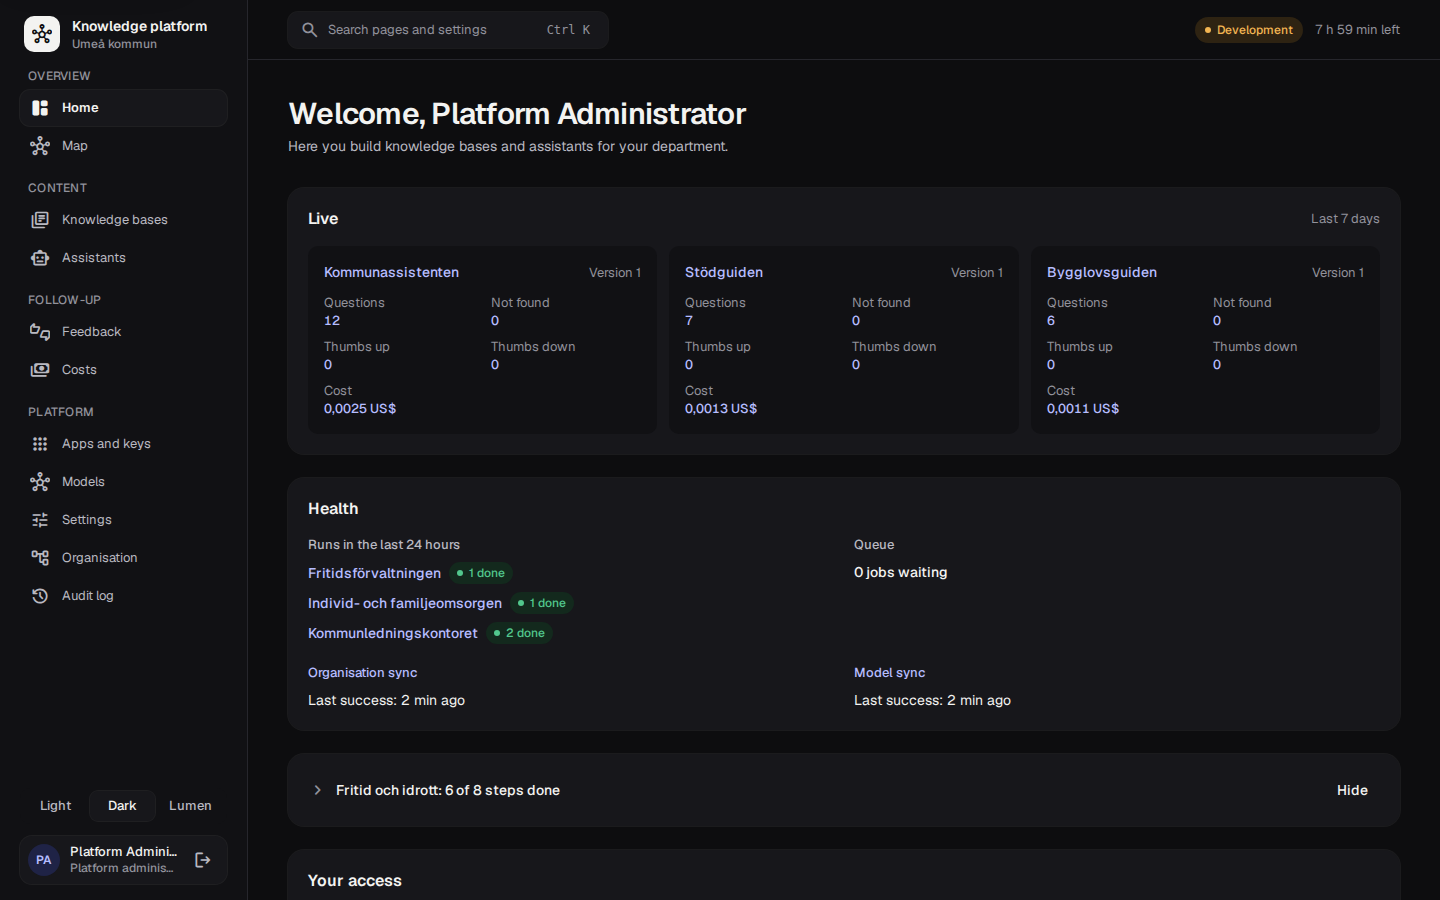 Knowledge platform
Umeå kommun
Search pages and settings Ctrl K
Development 7 h 59 min left
OVERVIEW
Home
Map
CONTENT
Knowledge bases
Assistants
FOLLOW-UP
Feedback
Costs
PLATFORM
Apps and keys
Models
Settings
Organisation
Audit log
Light Dark Lumen
PA
Platform Admini...
Platform adminis...
Welcome, Platform Administrator
Here you build knowledge bases and assistants for your department.
Live Last 7 days
Kommunassistenten Version 1
Questions Not found
12 0
Thumbs up Thumbs down
0 0
Cost
0,0025 US$
Stödguiden Version 1
Questions Not found
7 0
Thumbs up Thumbs down
0 0
Cost
0,0013 US$
Bygglovsguiden Version 1
Questions Not found
6 0
Thumbs up Thumbs down
0 0
Cost
0,0011 US$
Health
Runs in the last 24 hours
Fritidsförvaltningen 1 done
Individ- och familjeomsorgen 1 done
Kommunledningskontoret 2 done
Queue
0 jobs waiting
Organisation sync
Last success: 2 min ago
Model sync
Last success: 2 min ago
Fritid och idrott: 6 of 8 steps done Hide
Your access